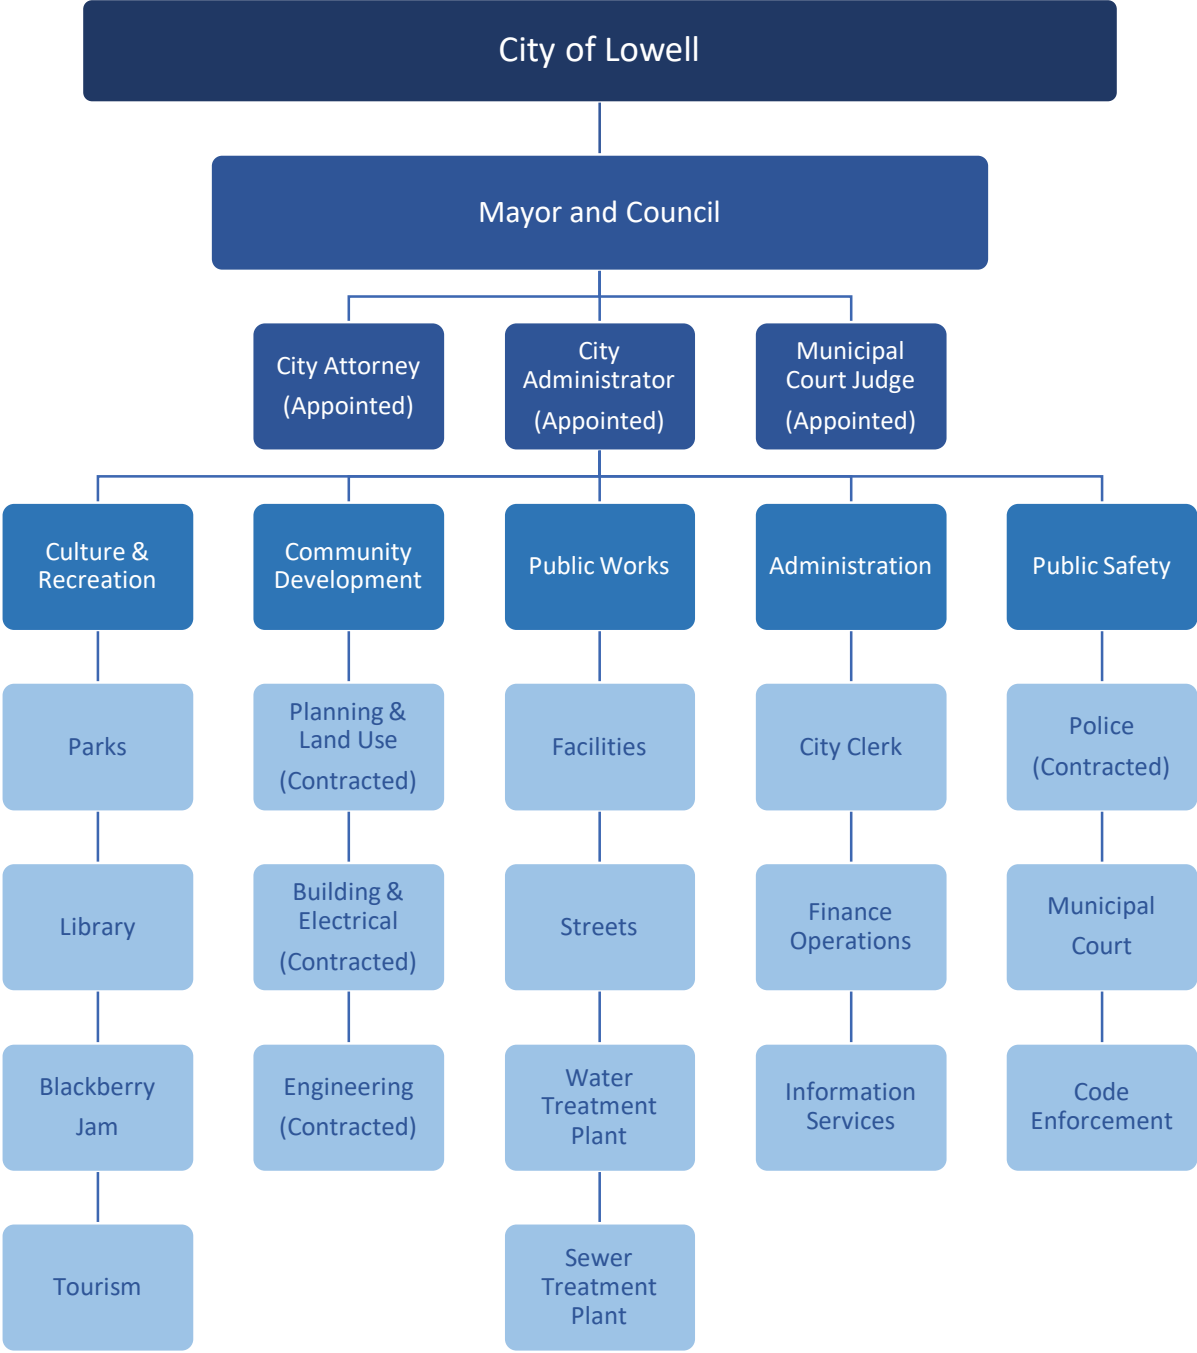 City of Lowell
Mayor and Council
City Attorney
(Appointed)
City
Administrator
(Appointed)
Municipal
Court Judge
(Appointed)
Culture &
Recreation
Community
Development
Public Works
Administration
Public Safety
Parks
Planning &
Land Use
(Contracted)
Facilities
City Clerk
Police
(Contracted)
Library
Building &
Electrical
(Contracted)
Streets
Finance
Operations
Municipal
Court
Blackberry
Jam
Engineering
(Contracted)
Water
Treatment
Plant
Information
Services
Code
Enforcement
Tourism
Sewer
Treatment
Plant